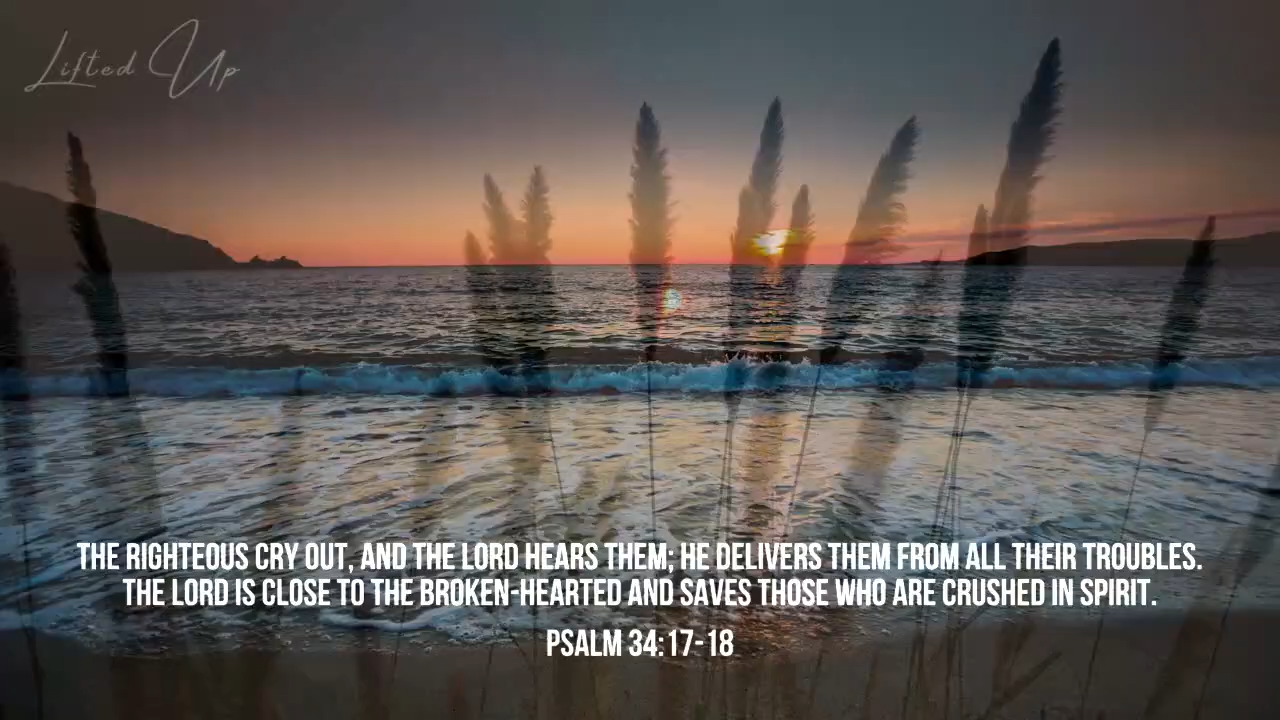 Lifted Up
THE RIGHTEOUS CRY OUT, AND THE LORD HEARS THEM; HE DELIVERS THEM FROM ALL THEIR TROUBLES.
THE LORD IS CLOSE TO THE BROKEN-HEARTED AND SAVES THOSE WHO ARE CRUSHED IN SPIRIT.
PSALM 34:17-18